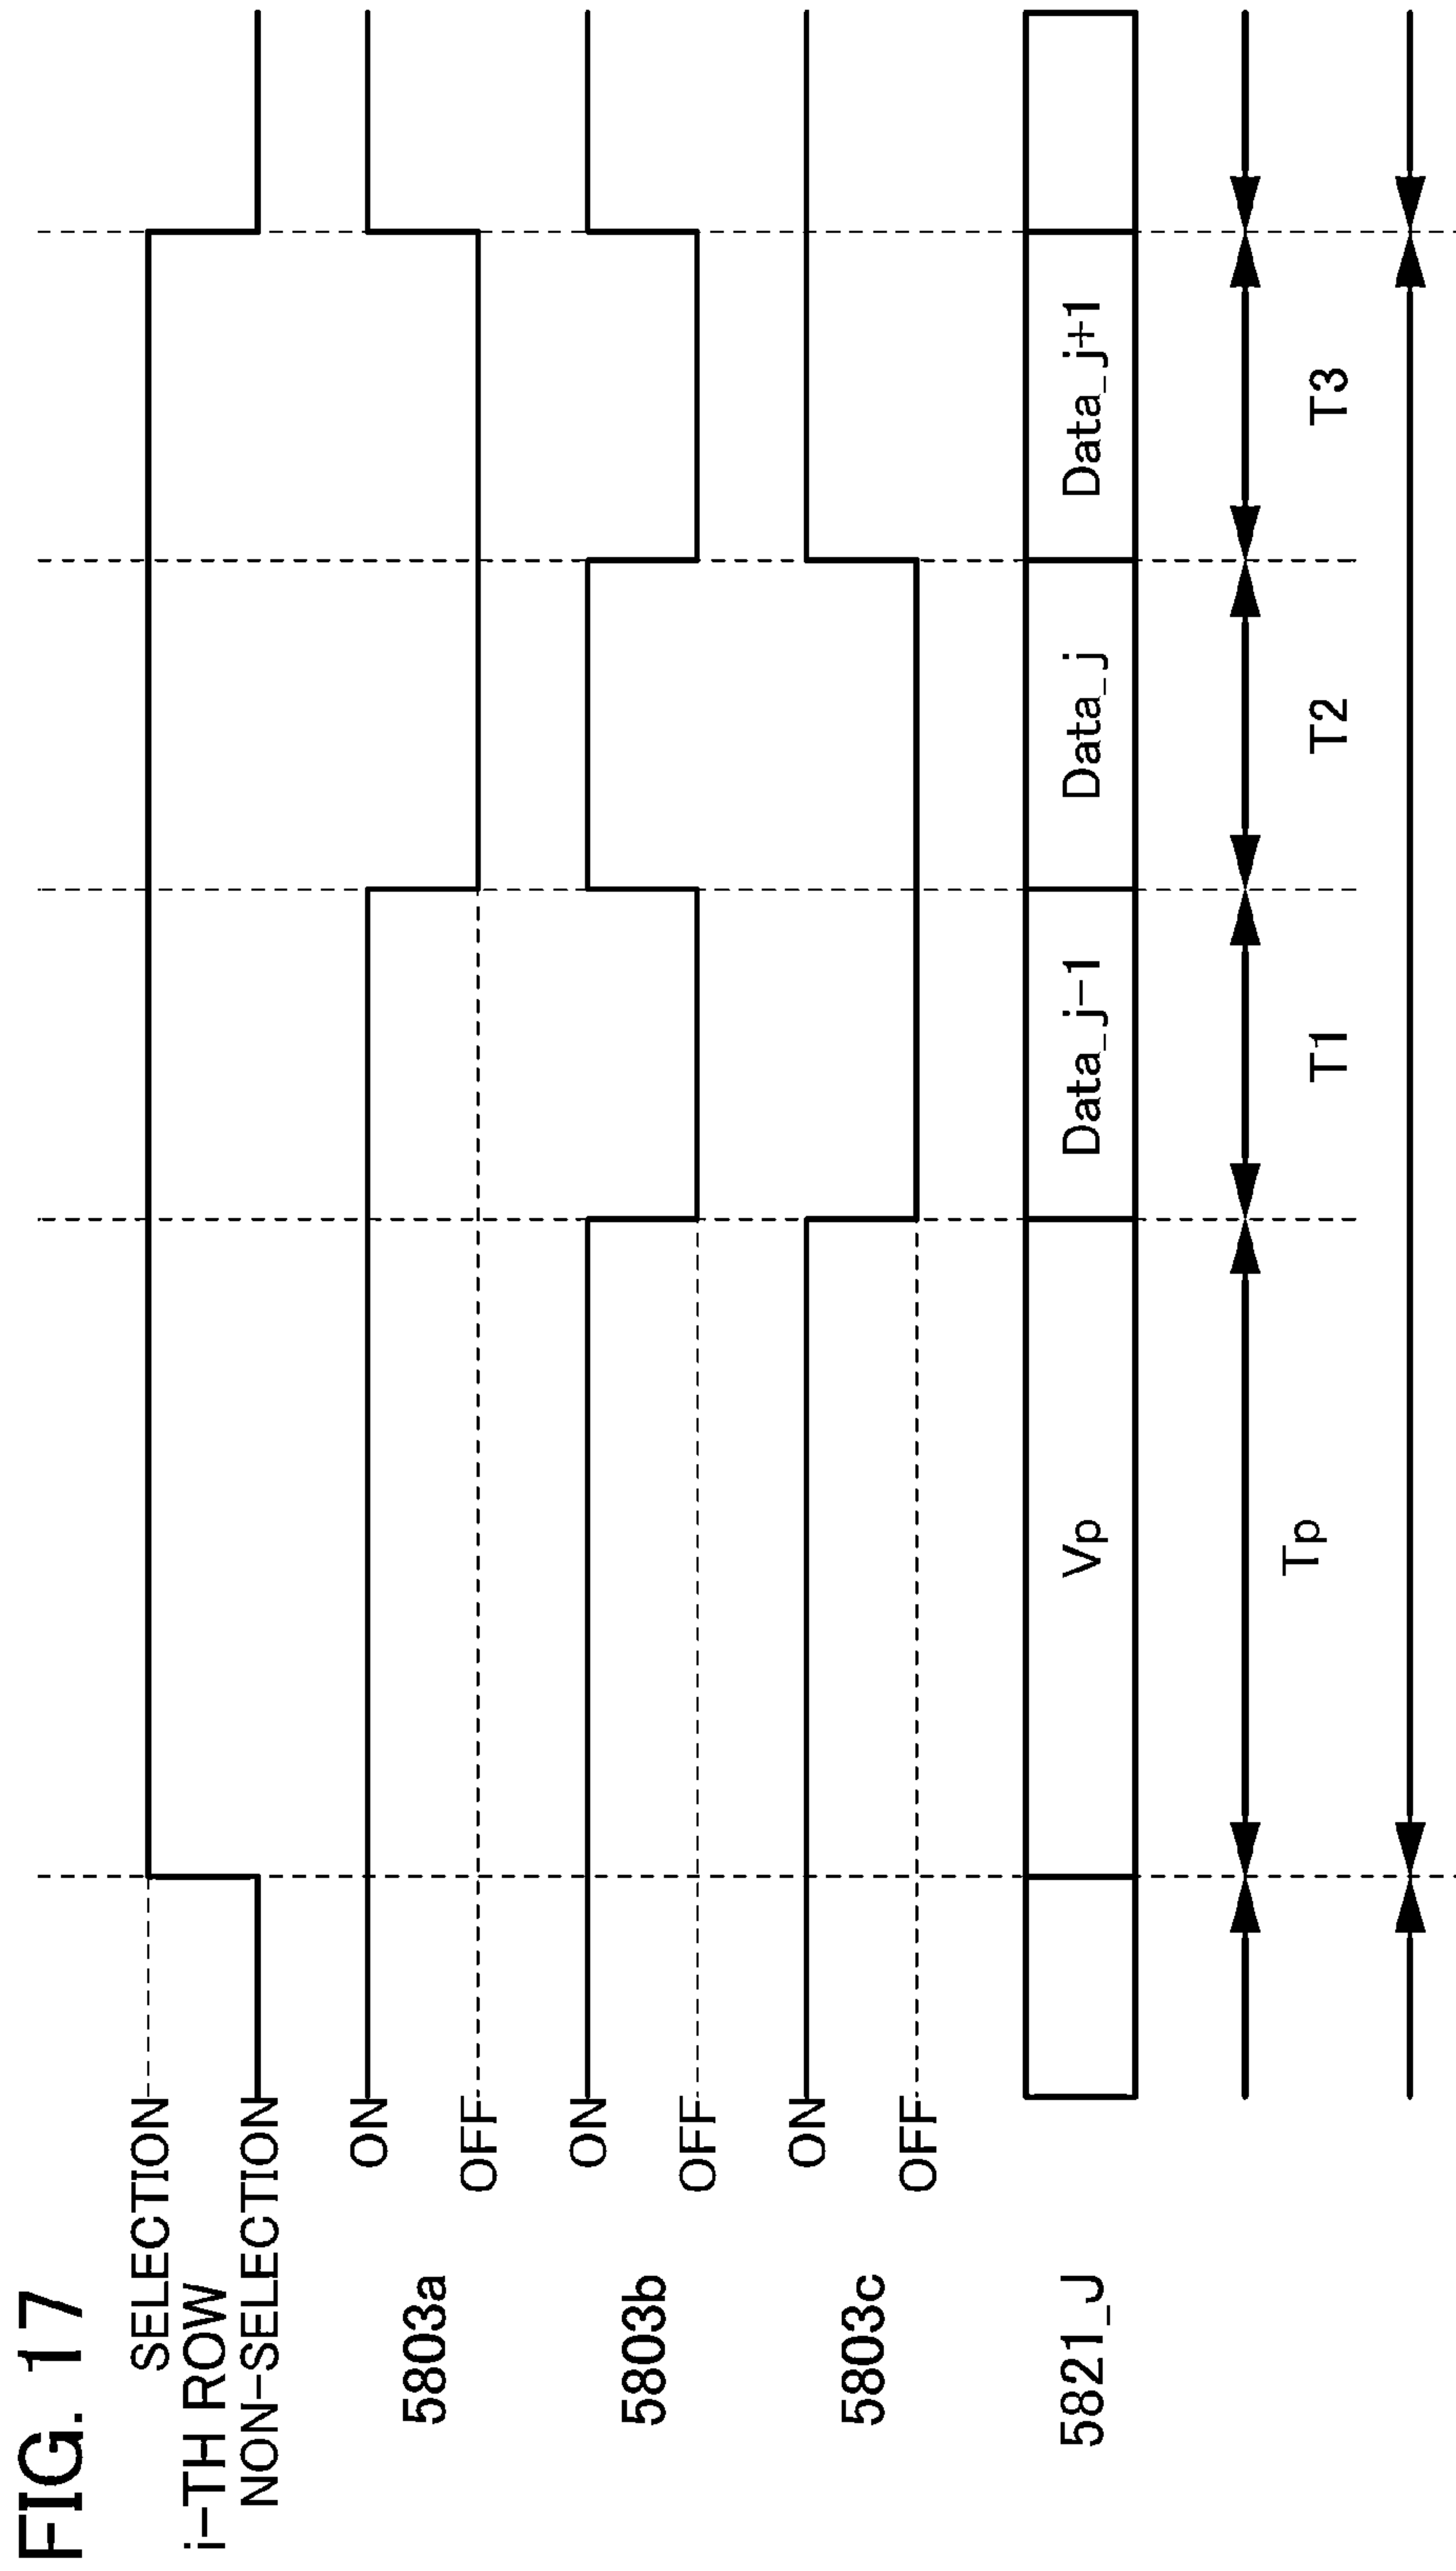 FIG. 17
SELECTION
i-TH ROW
NON-SELECTION
ON
5803a
OFF
ON
5803b
OFF
ON
5803c
OFF
5821_J
Vp
Data_j-1
Data_j
Data_j+1
Tp
T1
T2
T3